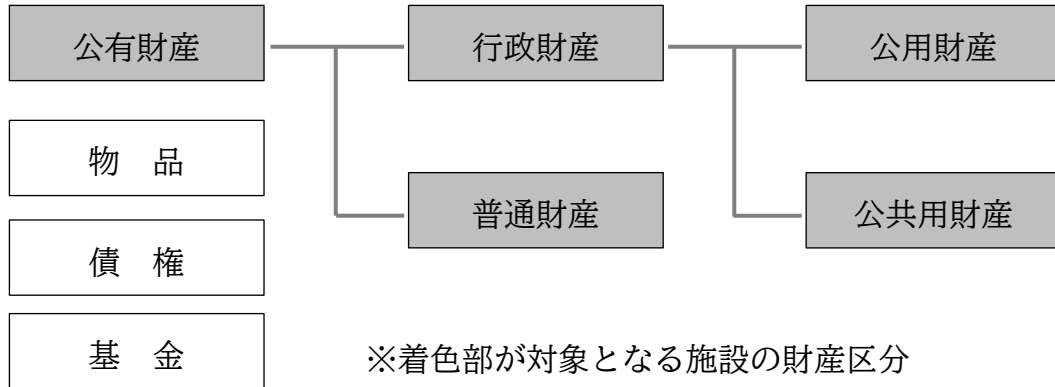 公有財産
行政財産
公用財産
物　品
普通財産
公共用財産
債　権
基　金
※着色部が対象となる施設の財産区分